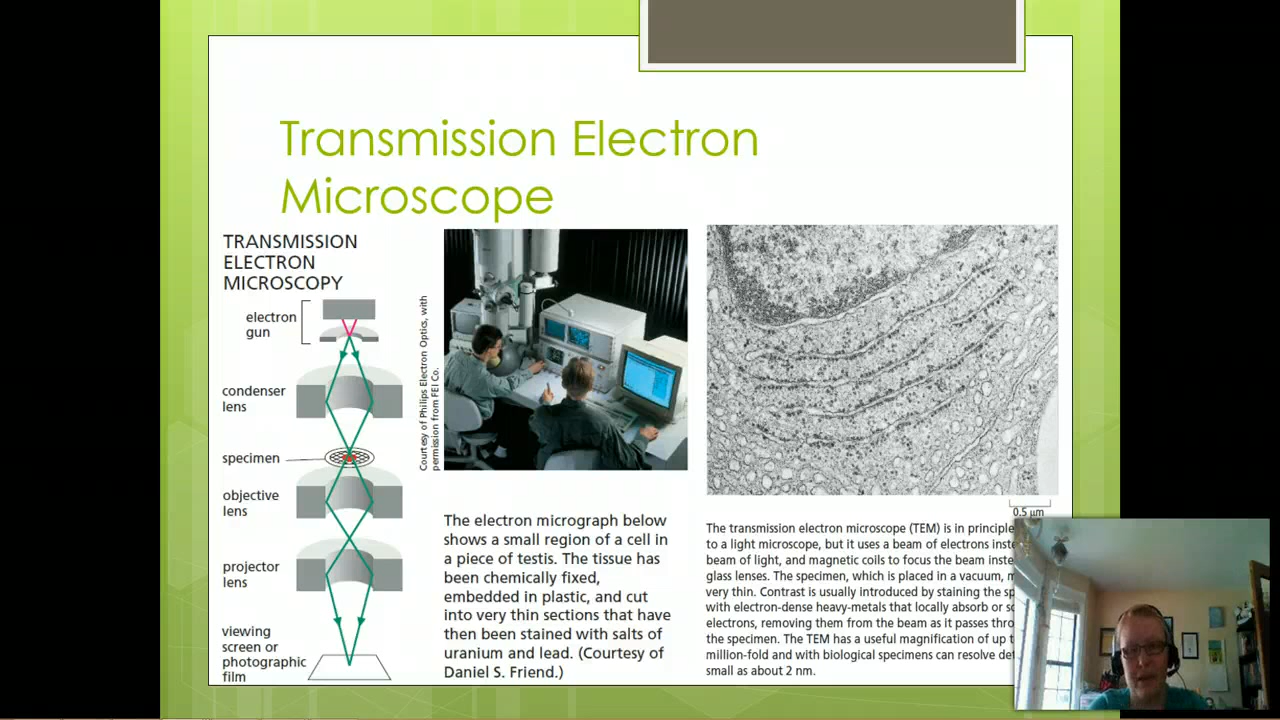 Transmission Electron
Microscope
TRANSMISSION
ELECTRON
MICROSCOPY
electron
gun
condenser
lens
specimen
objective
lens
projector
lens
viewing
screen or
photographic
film
Courtesy of Philips Electron Optics, with
permission from FEI Co.
The electron micrograph below
shows a small region of a cell in
a piece of testis. The tissue has
been chemically fixed,
embedded in plastic, and cut
into very thin sections that have
then been stained with salts of
uranium and lead. (Courtesy of
Daniel S. Friend.)
0.5 µm
The transmission electron microscope (TEM) is in principle
to a light microscope, but it uses a beam of electrons
beam of light, and magnetic coils to focus the beam
glass lenses. The specimen, which is placed in a vacuum,
very thin. Contrast is usually introduced by staining the
with electron-dense heavy-metals that locally absorb or
electrons, removing them from the beam as it passes
the specimen. The TEM has a useful magnification of up
million-fold and with biological specimens can resolve
small as about 2 nm.